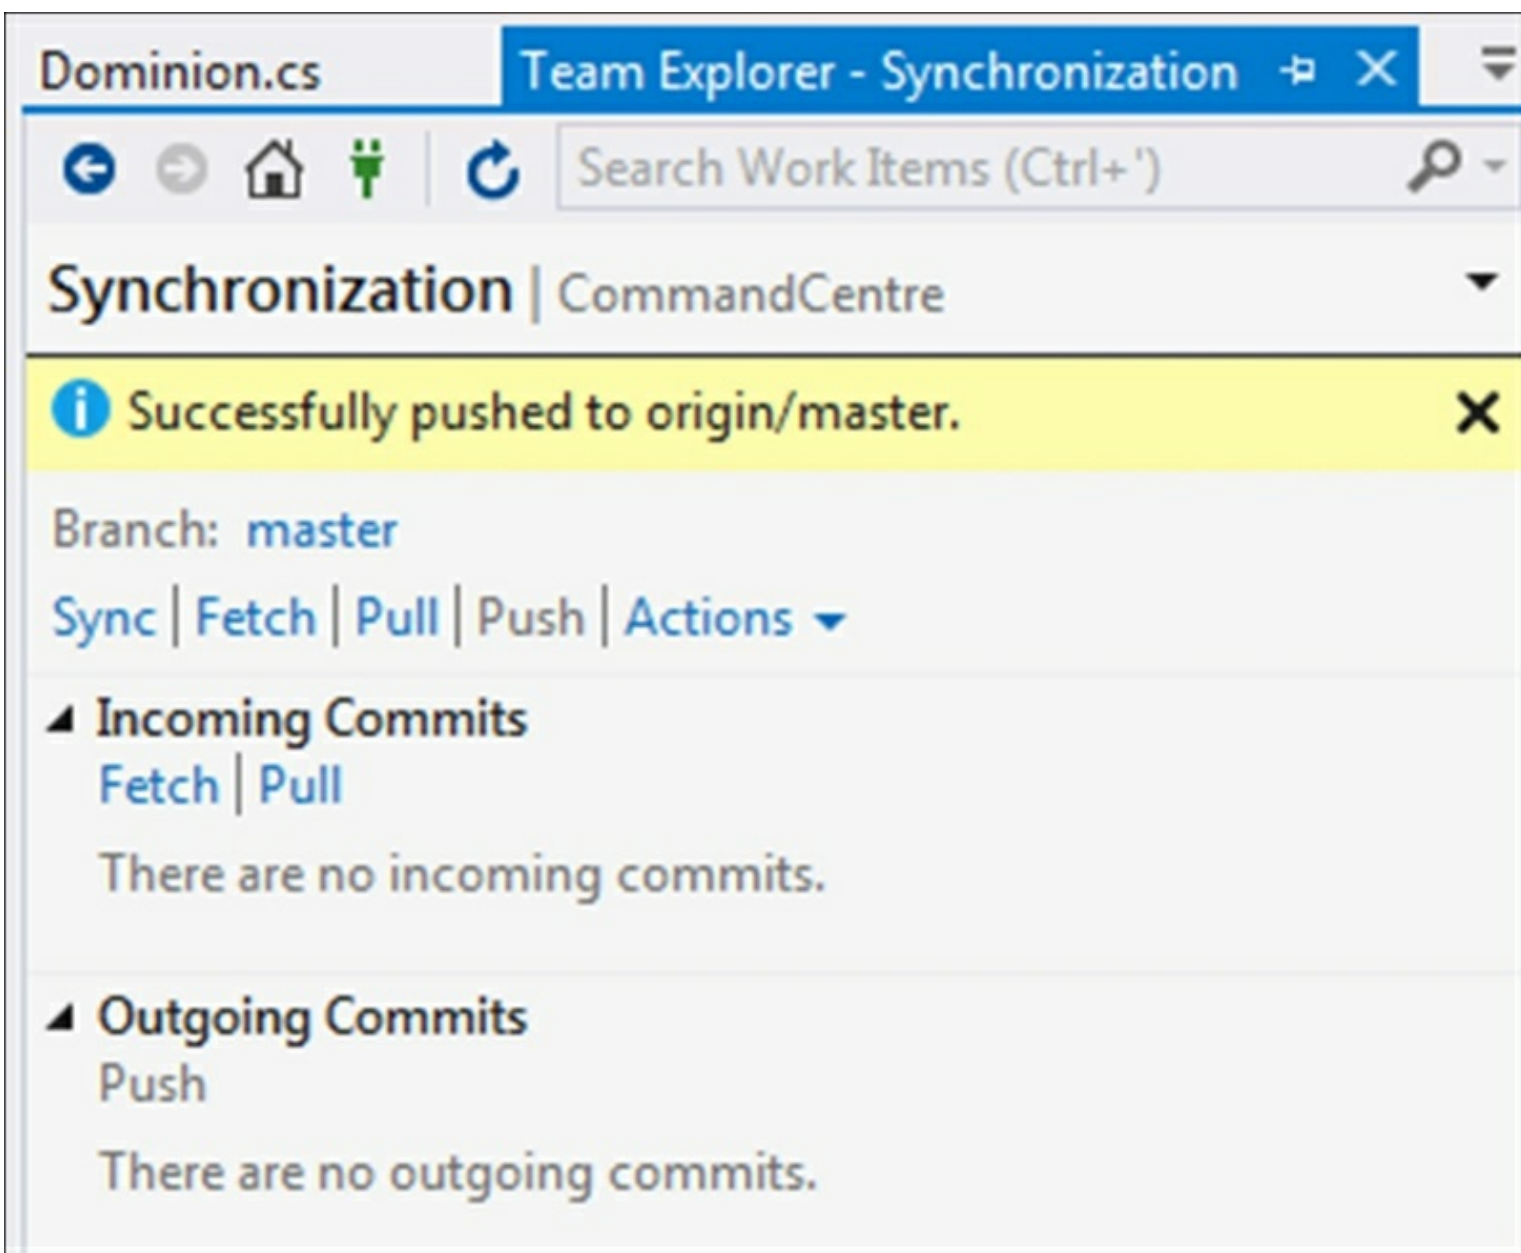 Dominion.cs
Team Explorer - Synchronization
Search Work Items (Ctrl+')
Synchronization | CommandCentre
Successfully pushed to origin/master.
Branch: master
Sync | Fetch | Pull | Push | Actions
Incoming Commits
Fetch | Pull
There are no incoming commits.
Outgoing Commits
Push
There are no outgoing commits.